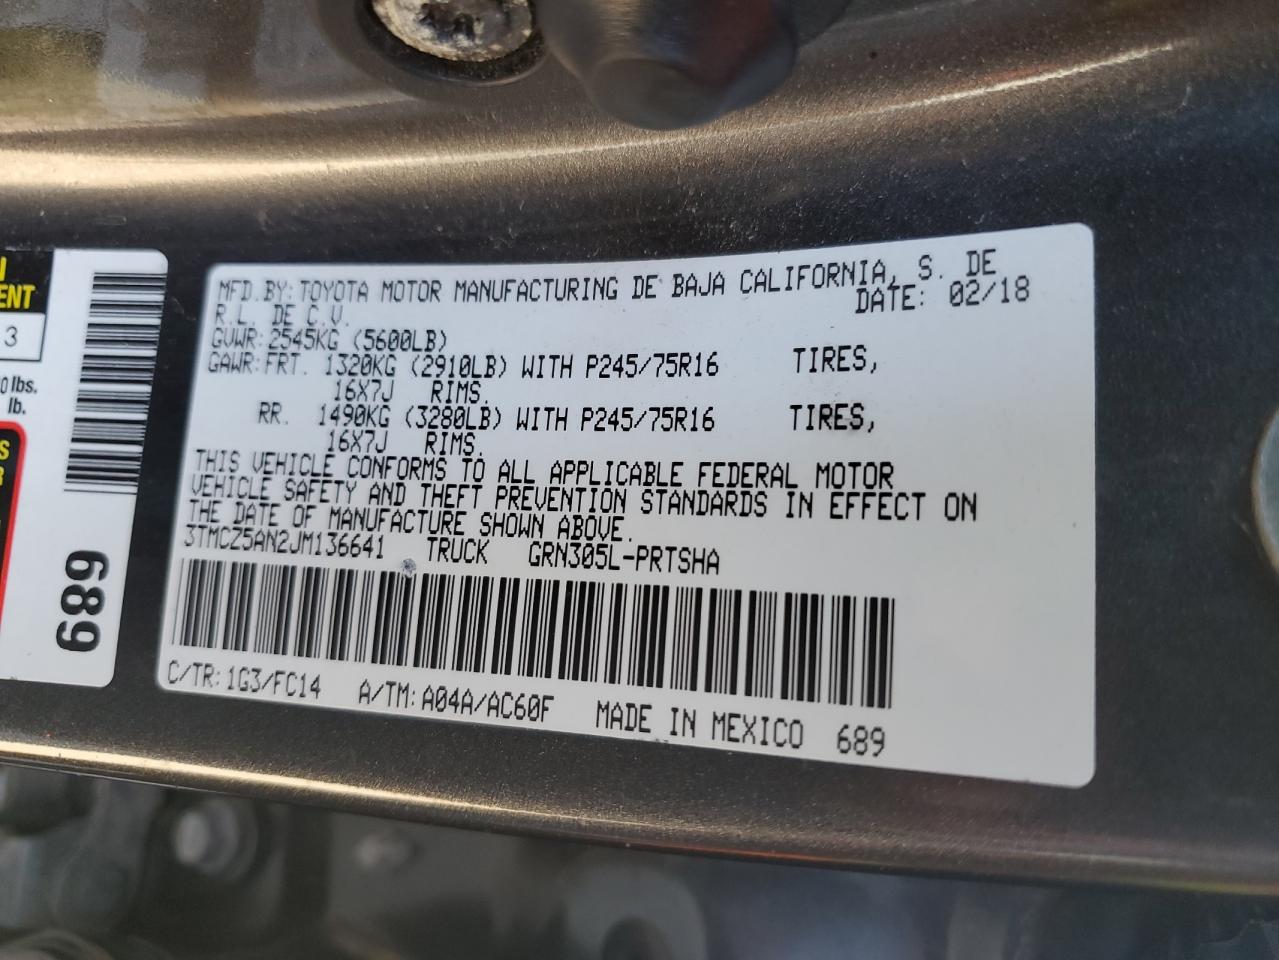 MFD.BY:TOYOTA MOTOR MANUFACTURING DE BAJA CALIFORNIA, S. DE
R.L. DE C.V. DATE: 02/18
GVWR:2545KG (5600LB)
GAWR:FRT. 1320KG (2910LB) WITH P245/75R16 TIRES,
16X7J RIMS.
RR. 1490KG (3280LB) WITH P245/75R16 TIRES,
16X7J RIMS.
THIS VEHICLE CONFORMS TO ALL APPLICABLE FEDERAL MOTOR
VEHICLE SAFETY AND THEFT PREVENTION STANDARDS IN EFFECT ON
THE DATE OF MANUFACTURE SHOWN ABOVE.
3TMCZ5AN2JM136641 TRUCK GRN305L-PRTSHA
C/TR:1G3/FC14 A/TM:A04A/AC60F MADE IN MEXICO 689
3
lbs.
lb.
689